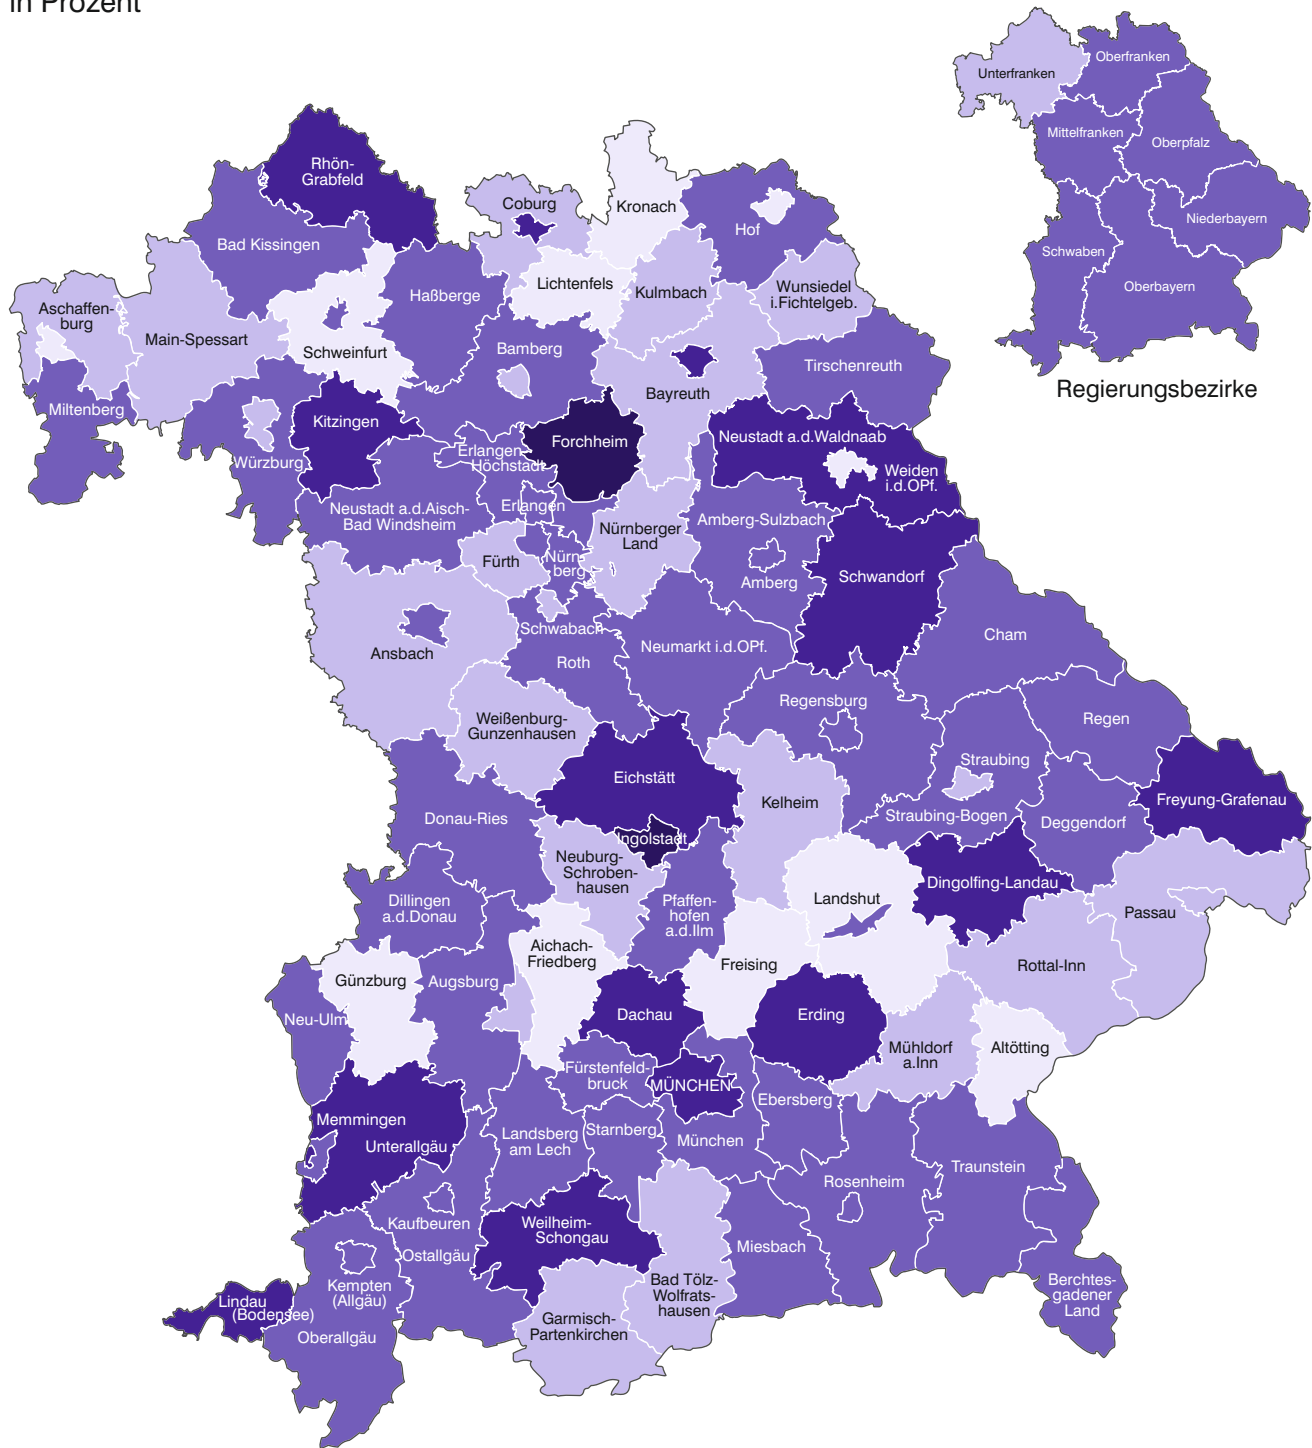 in Prozent
Unterfranken
Oberfranken
Mittelfranken
Oberpfalz
Niederbayern
Schwaben
Oberbayern
Regierungsbezirke
Rhön-
Grabfeld
Coburg
Kronach
Hof
Bad Kissingen
Lichtenfels
Kulmbach
Wunsiedel
i.Fichtelgeb.
Haßberge
Aschaffen-
burg
Main-Spessart
Schweinfurt
Bamberg
Tirschenreuth
Bayreuth
Miltenberg
Kitzingen
Forchheim
Neustadt a.d.Waldnaab
Weiden
i.d.OPf.
Würzburg
Erlangen-
Höchstadt
Neustadt a.d.Aisch-
Bad Windsheim
Erlangen
Nürnberger
Land
Amberg-Sulzbach
Fürth
Nürn-
berg
Amberg
Schwandorf
Schwabach
Cham
Ansbach
Roth
Neumarkt i.d.OPf.
Regensburg
Regen
Weißenburg-
Gunzenhausen
Straubing
Eichstätt
Kelheim
Freyung-Grafenau
Donau-Ries
Straubing-Bogen
Deggendorf
Ingolstadt
Neuburg-
Schroben-
hausen
Dingolfing-Landau
Dillingen
a.d.Donau
Pfaffen-
hofen
a.d.Ilm
Landshut
Passau
Aichach-
Friedberg
Freising
Rottal-Inn
Günzburg
Augsburg
Neu-Ulm
Dachau
Erding
Mühldorf
a.Inn
Altötting
Fürstenfeld-
bruck
MÜNCHEN
Ebersberg
Memmingen
Unterallgäu
Landsberg
am Lech
Starnberg
München
Traunstein
Rosenheim
Kaufbeuren
Weilheim-
Schongau
Miesbach
Ostallgäu
Kempten
(Allgäu)
Bad Tölz-
Wolfrats-
hausen
Berchtes-
gadener
Land
Lindau
(Bodensee)
Garmisch-
Partenkirchen
Oberallgäu